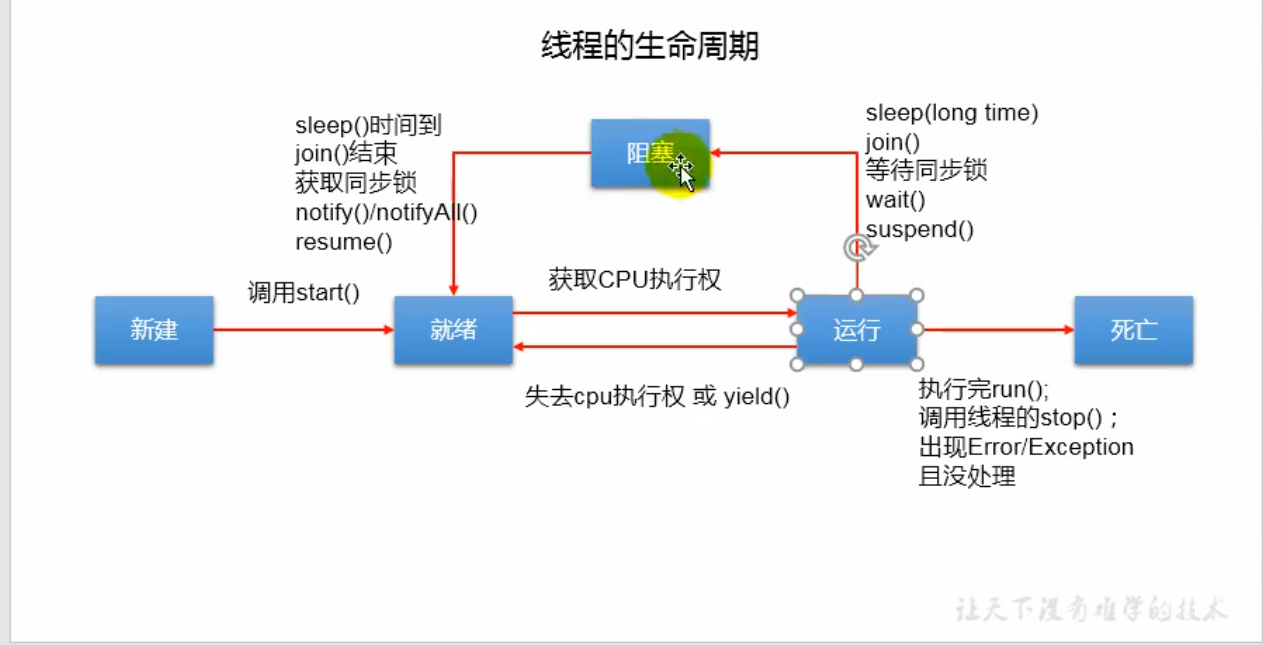 线程的生命周期
sleep()时间到
join()结束
获取同步锁
notify()/notifyAll()
resume()
阻塞
sleep(long time)
join()
等待同步锁
wait()
suspend()
调用start()
获取CPU执行权
新建
就绪
运行
死亡
失去cpu执行权 或 yield()
执行完run();
调用线程的stop()；
出现Error/Exception
且没处理
让天下没有难学的技术